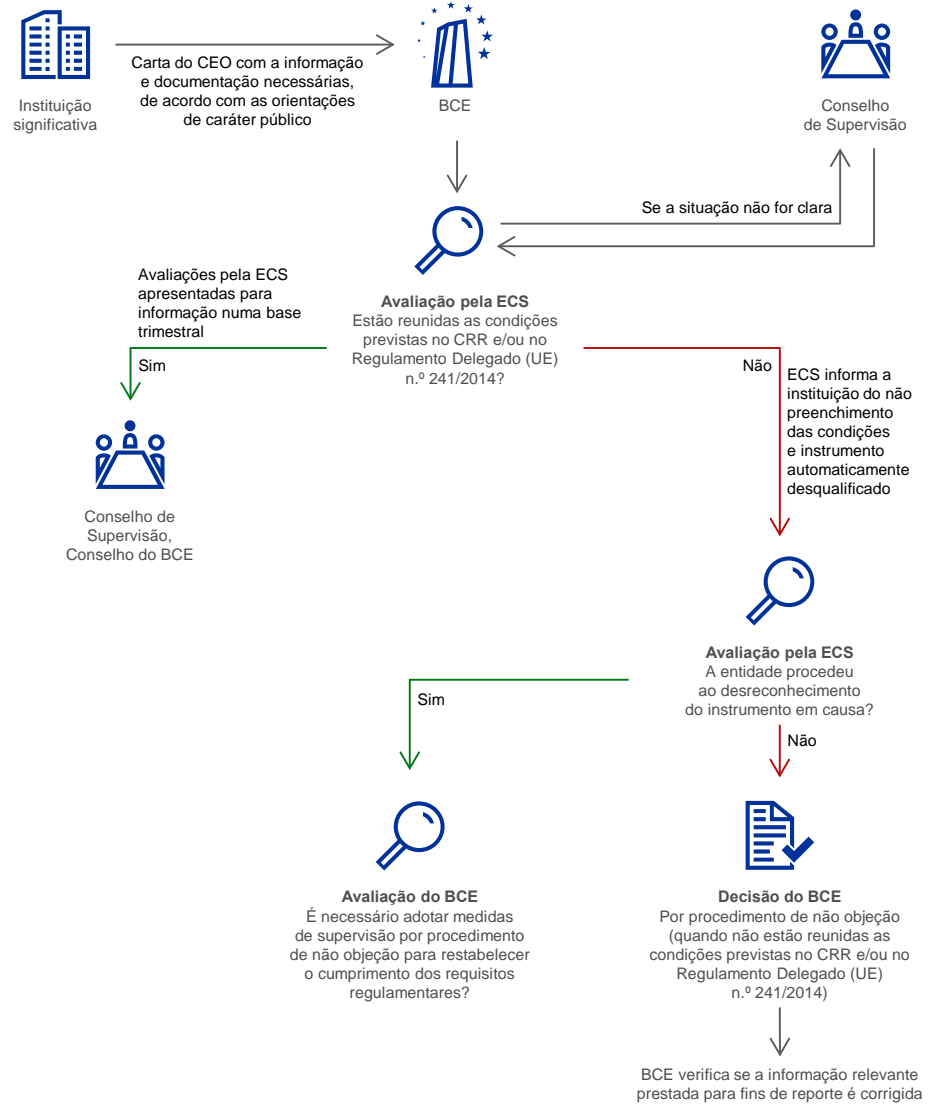 Instituição
significativa
Carta do CEO com a informação
e documentação necessárias,
de acordo com as orientações
de caráter público
BCE
Conselho
de Supervisão
Se a situação não for clara
Avaliação pela ECS
Estão reunidas as condições
previstas no CRR e/ou no
Regulamento Delegado (UE)
n.º 241/2014?
Avaliações pela ECS
apresentadas para
informação numa base
trimestral
Sim
Conselho de
Supervisão,
Conselho do BCE
Não
ECS informa a
instituição do não
preenchimento
das condições
e instrumento
automaticamente
desqualificado
Avaliação pela ECS
A entidade procedeu
ao desreconhecimento
do instrumento em causa?
Sim
Não
Avaliação do BCE
É necessário adotar medidas
de supervisão por procedimento
de não objeção para restabelecer
o cumprimento dos requisitos
regulamentares?
Decisão do BCE
Por procedimento de não objeção
(quando não estão reunidas as
condições previstas no CRR e/ou no
Regulamento Delegado (UE)
n.º 241/2014)
BCE verifica se a informação relevante
prestada para fins de reporte é corrigida